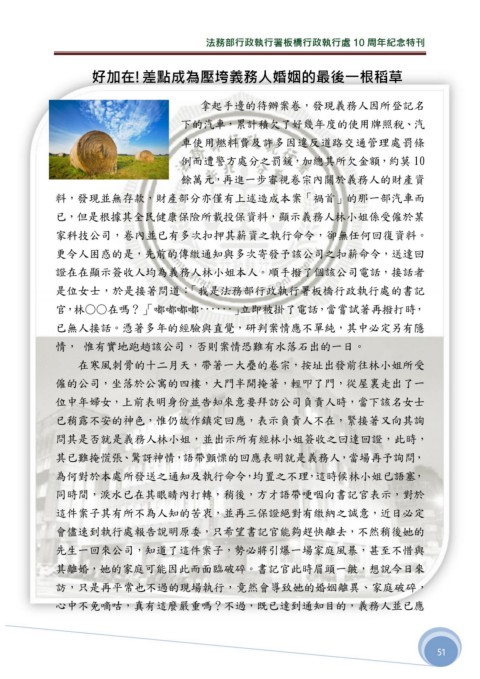 法務部行政執行署板橋行政執行處 10 周年紀念特刊
好加在! 差點成為壓垮義務人婚姻的最後一根稻草
拿起手邊的待辦案卷，發現義務人因所登記名
下的汽車，累計積欠了好幾年度的使用牌照稅、汽
車使用燃料費及許多因違反道路交通管理處罰條
例而遭警方處分之罰鍰，加總其所欠金額，約莫 10
餘萬元，再進一步審視卷宗內關於義務人的財產資
料，發現並無存款，財產部分亦僅有上述造成本案「禍首」的那一部汽車而
已，但是根據其全民健康保險所載投保資料，顯示義務人林小姐係受僱於某
家科技公司，卷內並已有多次扣押其薪資之執行命令，卻無任何回復資料。
更令人困惑的是，先前的傳繳通知與多次寄發予該公司之扣薪命令，送達回
證在在顯示簽收人均為義務人林小姐本人。順手撥了個該公司電話，接話者
是位女士，於是接著問道：「我是法務部行政執行署板橋行政執行處的書記
官，林○○在嗎？」「嘟嘟嘟嘟‧‧‧‧‧‧」立即被掛了電話，當嘗試著再撥打時，
已無人接話。憑著多年的經驗與直覺，研判案情應不單純，其中必定另有隱
情， 惟有實地跑趟該公司，否則案情恐難有水落石出的一日。
在寒風刺骨的十二月天，帶著一大疊的卷宗，按址出發前往林小姐所受
僱的公司，坐落於公寓的四樓，大門半開掩著，輕叩了門，從屋裏走出了一
位中年婦女，上前表明身份並告知來意要拜訪公司負責人時，當下該名女士
已稍露不安的神色，惟仍故作鎮定回應，表示負責人不在，緊接著又向其詢
問其是否就是義務人林小姐，並出示所有經林小姐簽收之回達回證，此時，
其已難掩慌張、驚訝神情，語帶顫慄的回應表明就是義務人，當場再予詢問，
為何對於本處所發送之通知及執行命令，均置之不理，這時候林小姐已語塞，
同時間，淚水已在其眼睛內打轉，稍後，方才語帶哽咽向書記官表示，對於
這件案子其有所不為人知的苦衷，並再三保證絕對有繳納之誠意，近日必定
會儘速到執行處報告說明原委，只希望書記官能夠趕快離去，不然稍後她的
先生一回來公司，知道了這件案子，勢必將引爆一場家庭風暴，甚至不惜與
其離婚，她的家庭可能因此而面臨破碎。書記官此時眉頭一皺，想說今日來
訪，只是再平常也不過的現場執行，竟然會導致她的婚姻離異、家庭破碎，
心中不免嘀咕，真有這麼嚴重嗎？不過，既已達到通知目的，義務人並已應
51